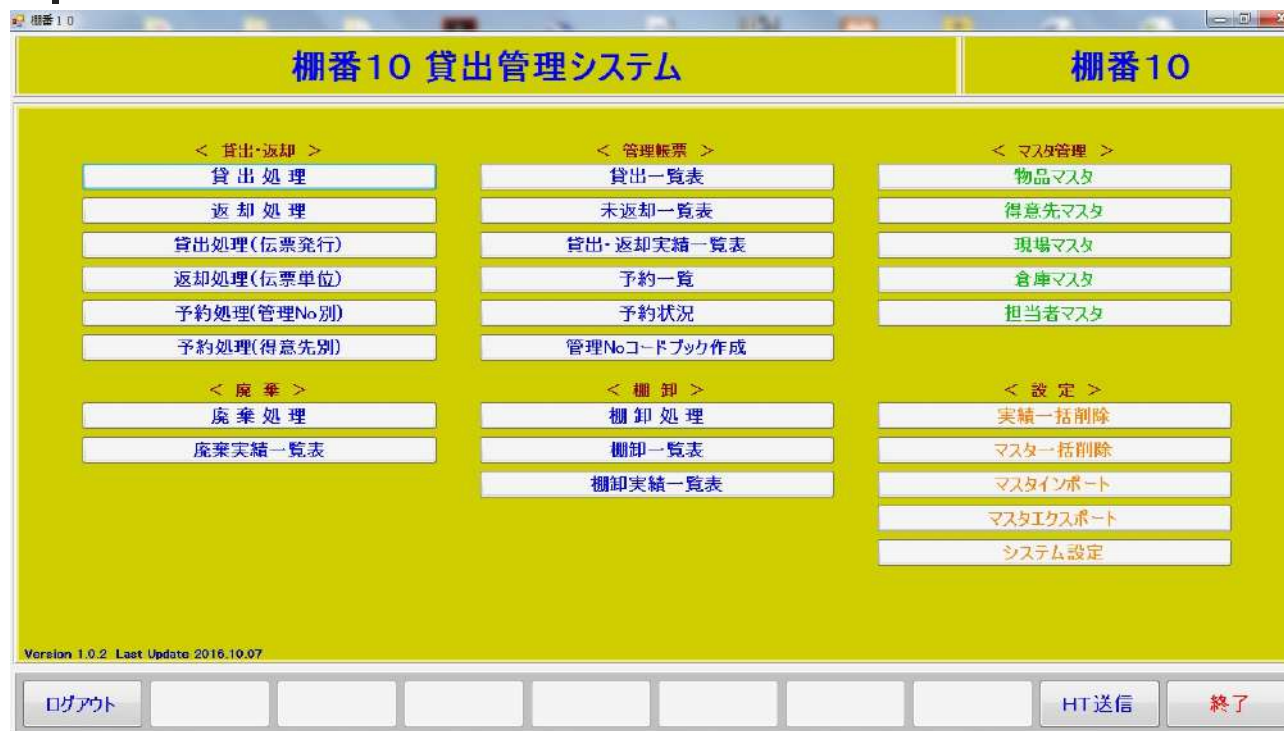 棚番10
棚番10 貸出管理システム
棚番10
< 貸出・返却 >
貸 出 処 理
返 却 処 理
貸出処理(伝票発行)
返却処理(伝票単位)
予約処理(管理No別)
予約処理(得意先別)
< 管理帳票 >
貸出一覧表
未返却一覧表
貸出・返却実績一覧表
予約一覧
予約状況
管理Noコードブック作成
< マスタ管理 >
物品マスタ
得意先マスタ
現場マスタ
倉庫マスタ
担当者マスタ
< 廃 棄 >
廃 棄 処 理
廃棄実績一覧表
< 棚 卸 >
棚 卸 処 理
棚卸一覧表
棚卸実績一覧表
< 設 定 >
実績一括削除
マスター括削除
マスタインポート
マスタエクスポート
システム設定
Version 1.0.2 Last Update 2016.10.07
ログアウト
HT送信
終了